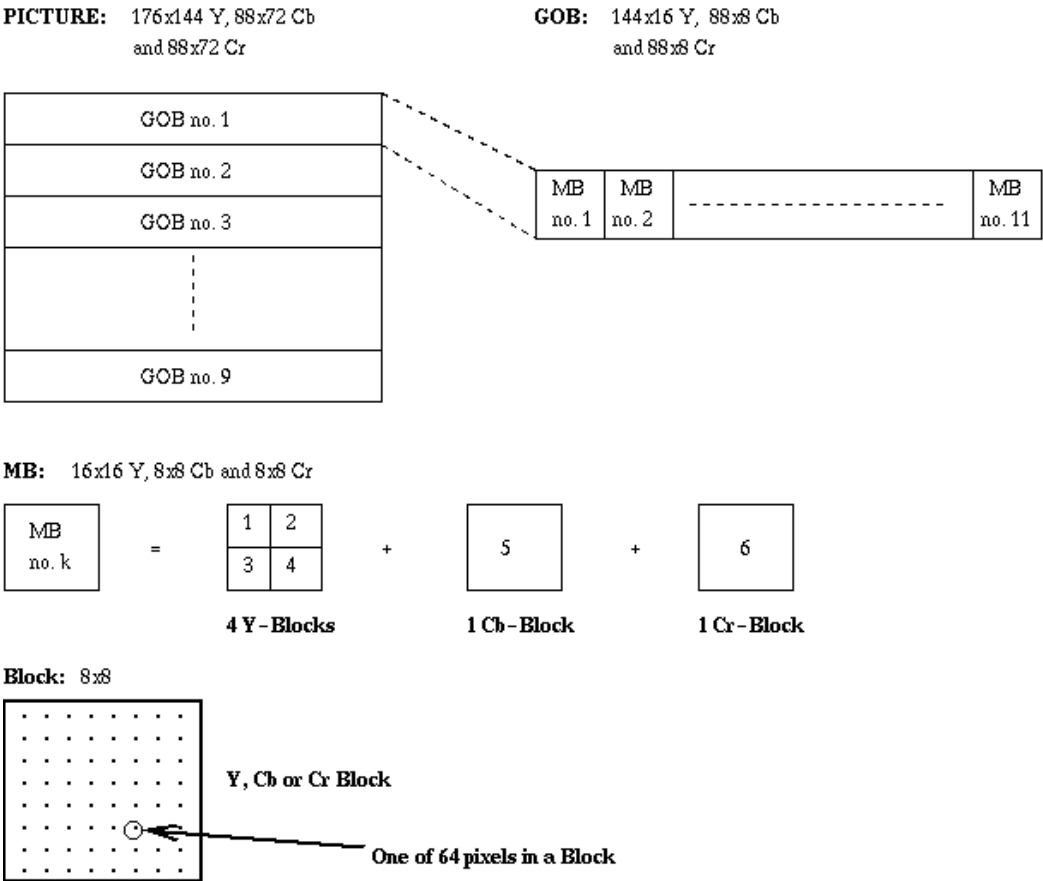 PICTURE: 176x144 Y, 88x72 Cb
and 88x72 Cr
GOB: 144x16 Y, 88x8 Cb
and 88x8 Cr
GOB no. 1
GOB no. 2
GOB no. 3
GOB no. 9
MB
no. 1
MB
no. 2
MB
no. 11
MB: 16x16 Y, 8x8 Cb and 8x8 Cr
MB
no. k
=
1 2
3 4
+
5
+
6
4 Y-Blocks
1 Cb-Block
1 Cr-Block
Block: 8x8
Y, Cb or Cr Block
One of 64 pixels in a Block